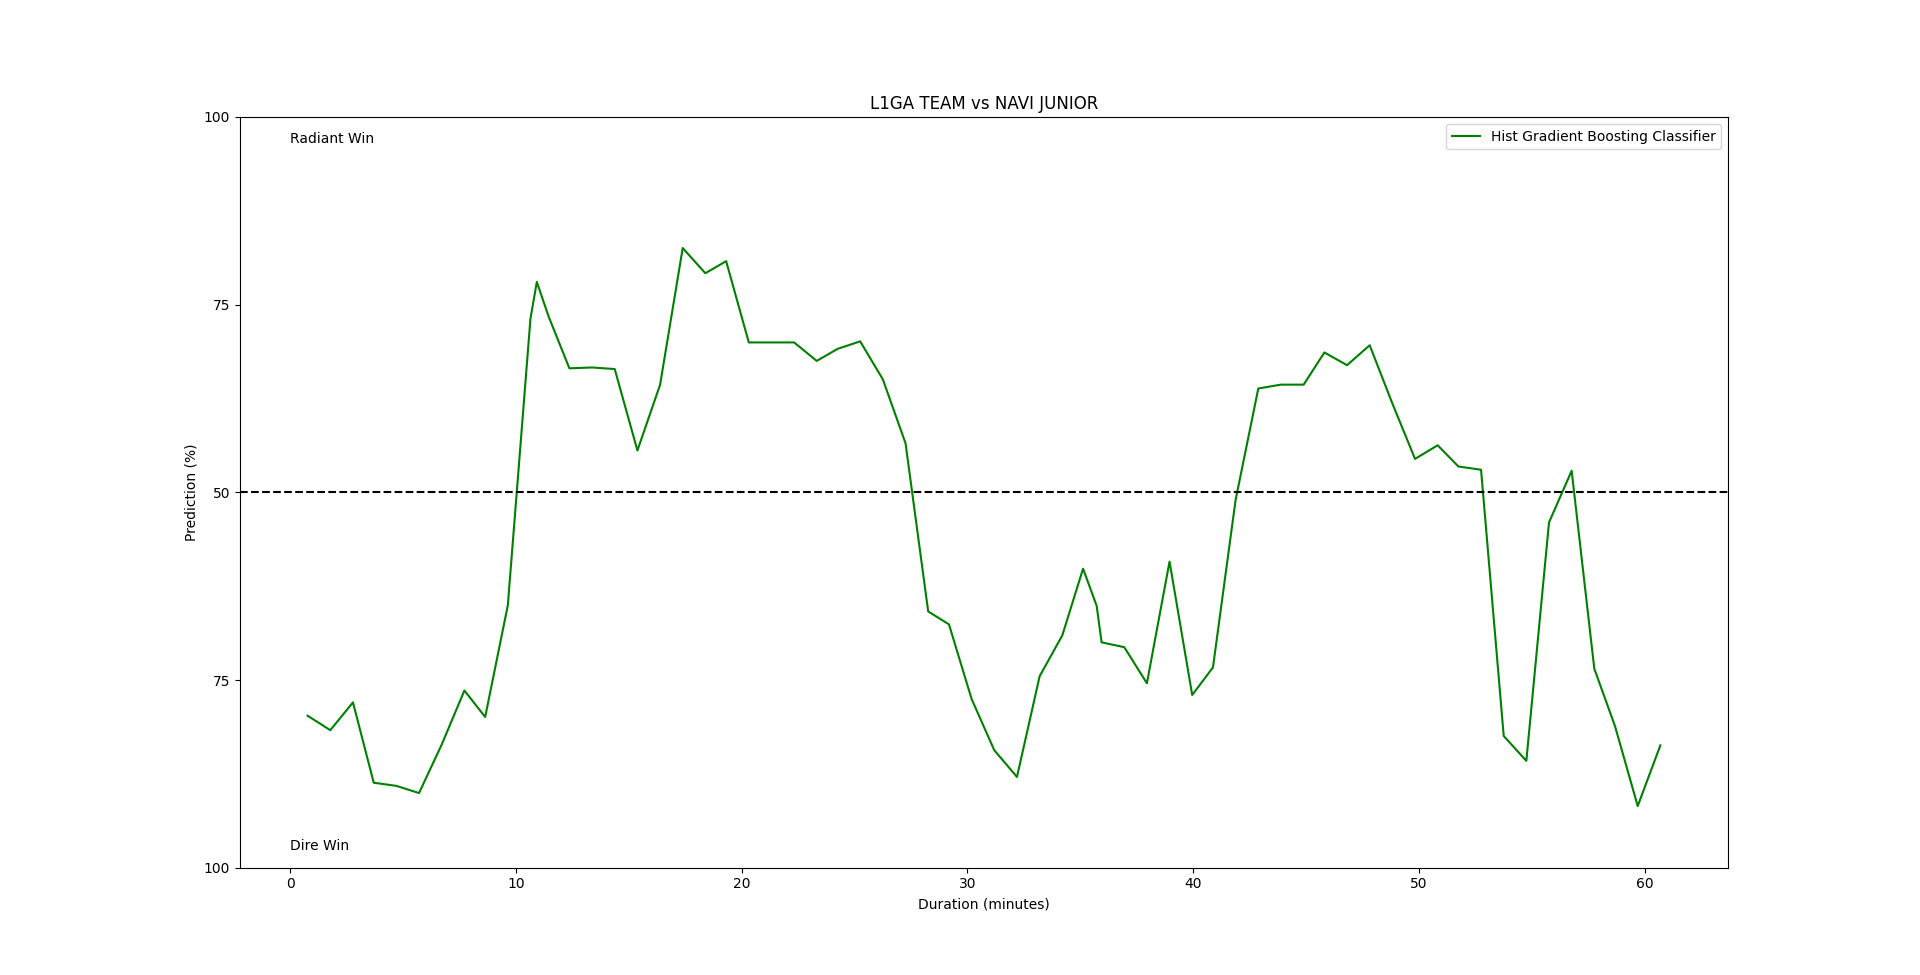 L1GA TEAM vs NAVI JUNIOR
100
Radiant Win
Hist Gradient Boosting Classifier
75
Prediction (%)
50
75
Dire Win
100
0 10 20 30 40 50 60
Duration (minutes)